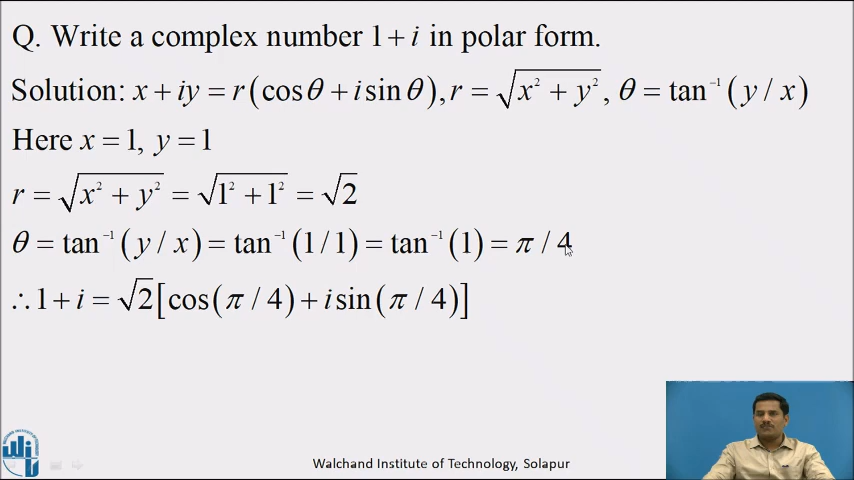 Q. Write a complex number 1 + i in polar form.
Solution: x + iy = r(cosθ + i sinθ), r = √(x² + y²), θ = tan⁻¹(y / x)
Here x = 1, y = 1
r = √(x² + y²) = √(1² + 1²) = √2
θ = tan⁻¹(y / x) = tan⁻¹(1 / 1) = tan⁻¹(1) = π / 4
∴ 1 + i = √2[cos(π / 4) + i sin(π / 4)]
Walchand Institute of Technology, Solapur